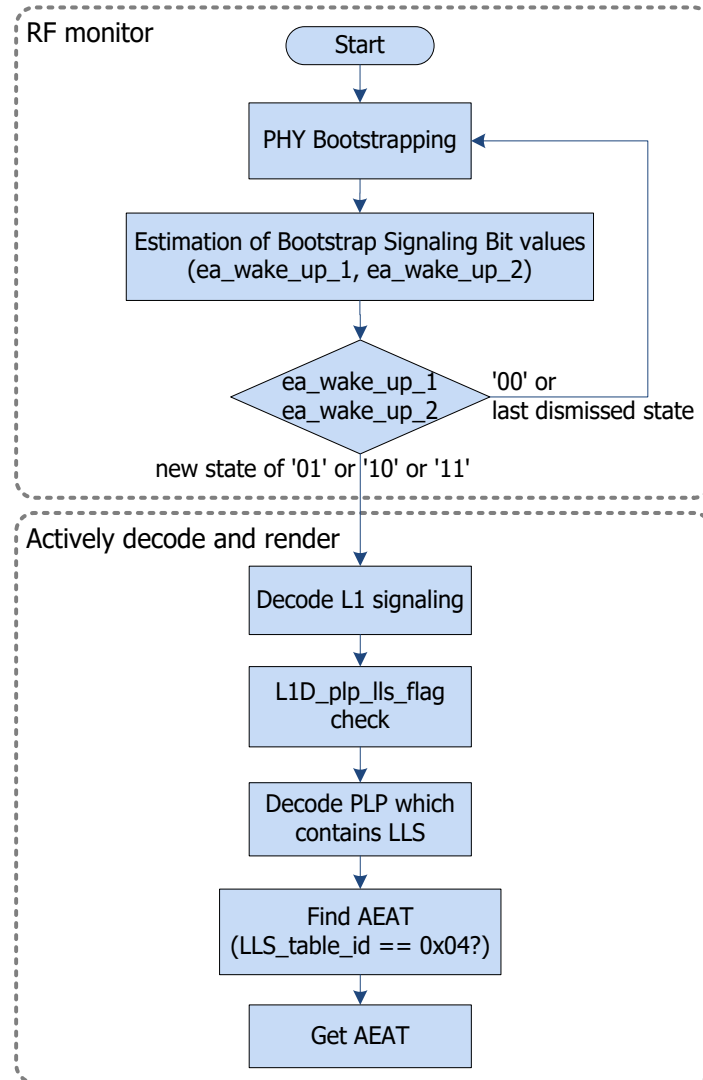 RF monitor
Start
PHY Bootstrapping
Estimation of Bootstrap Signaling Bit values
(ea_wake_up_1, ea_wake_up_2)
ea_wake_up_1
ea_wake_up_2
'00' or
last dismissed state
new state of '01' or '10' or '11'
Actively decode and render
Decode L1 signaling
L1D_plp_lls_flag
check
Decode PLP which
contains LLS
Find AEAT
(LLS_table_id == 0x04?)
Get AEAT